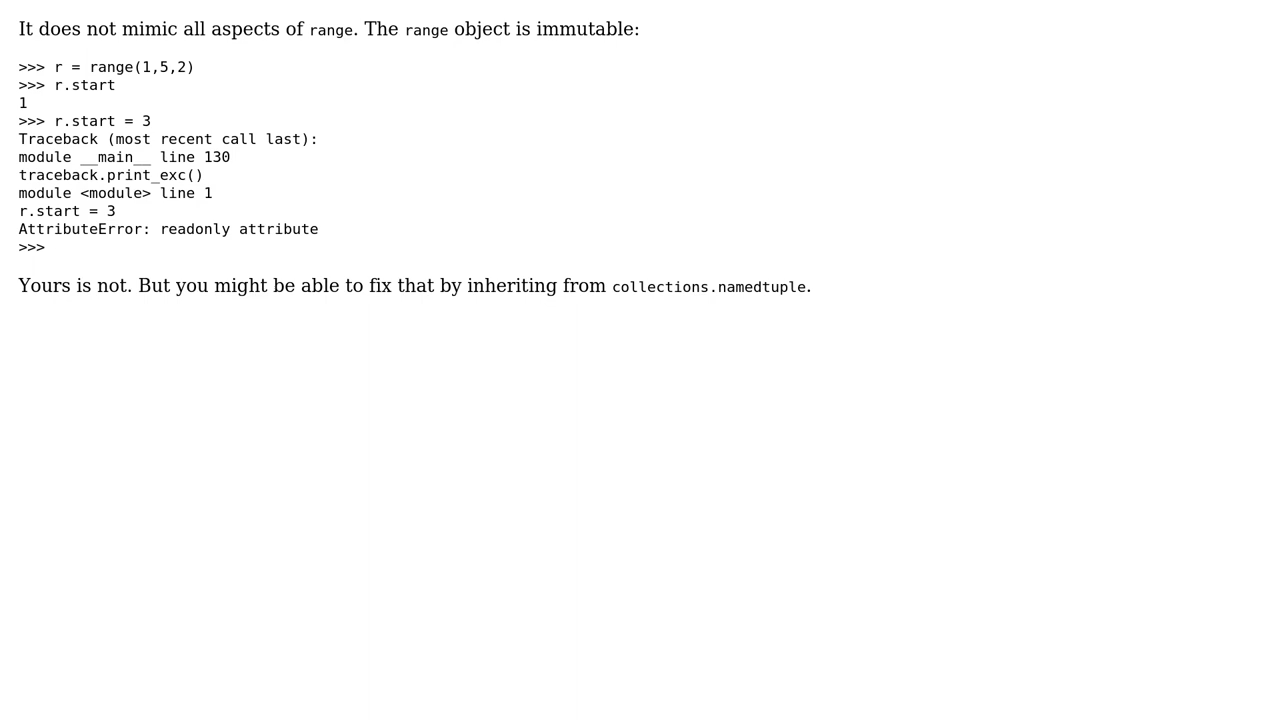 It does not mimic all aspects of range. The range object is immutable:
>>> r = range(1,5,2)
>>> r.start
1
>>> r.start = 3
Traceback (most recent call last):
module __main__ line 130
traceback.print_exc()
module <module> line 1
r.start = 3
AttributeError: readonly attribute
>>>
Yours is not. But you might be able to fix that by inheriting from collections.namedtuple.